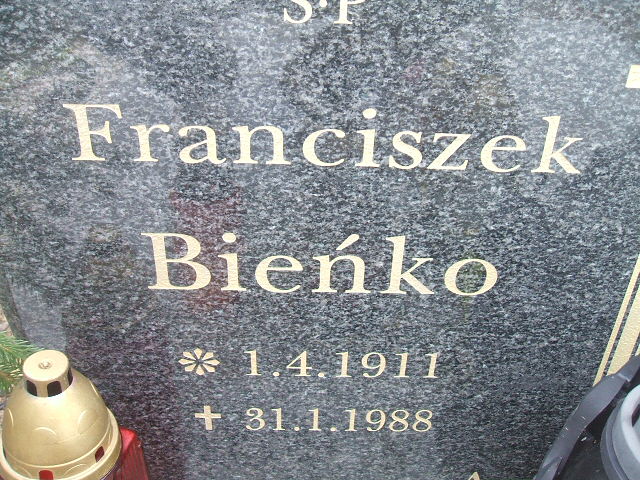 Ś.P
Franciszek
Bieńko
1.4.1911
31.1.1988